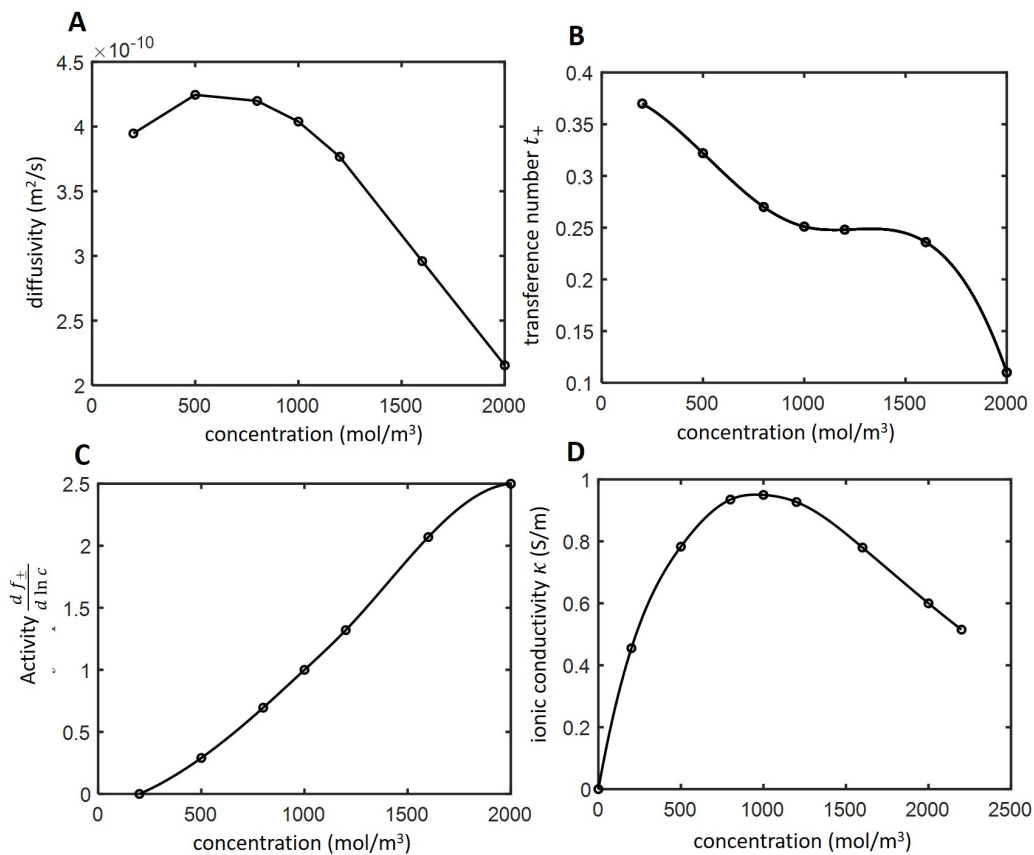 A
×10⁻¹⁰
4.5
4
3.5
3
2.5
2
diffusivity (m²/s)
0 500 1000 1500 2000
concentration (mol/m³)
B
0.4
0.35
0.3
0.25
0.2
0.15
0.1
transference number t₊
0 500 1000 1500 2000
concentration (mol/m³)
C
2.5
2
1.5
1
0.5
0
Activity d f± / d ln c
0 500 1000 1500 2000
concentration (mol/m³)
D
1
0.8
0.6
0.4
0.2
0
ionic conductivity κ (S/m)
0 500 1000 1500 2000 2500
concentration (mol/m³)